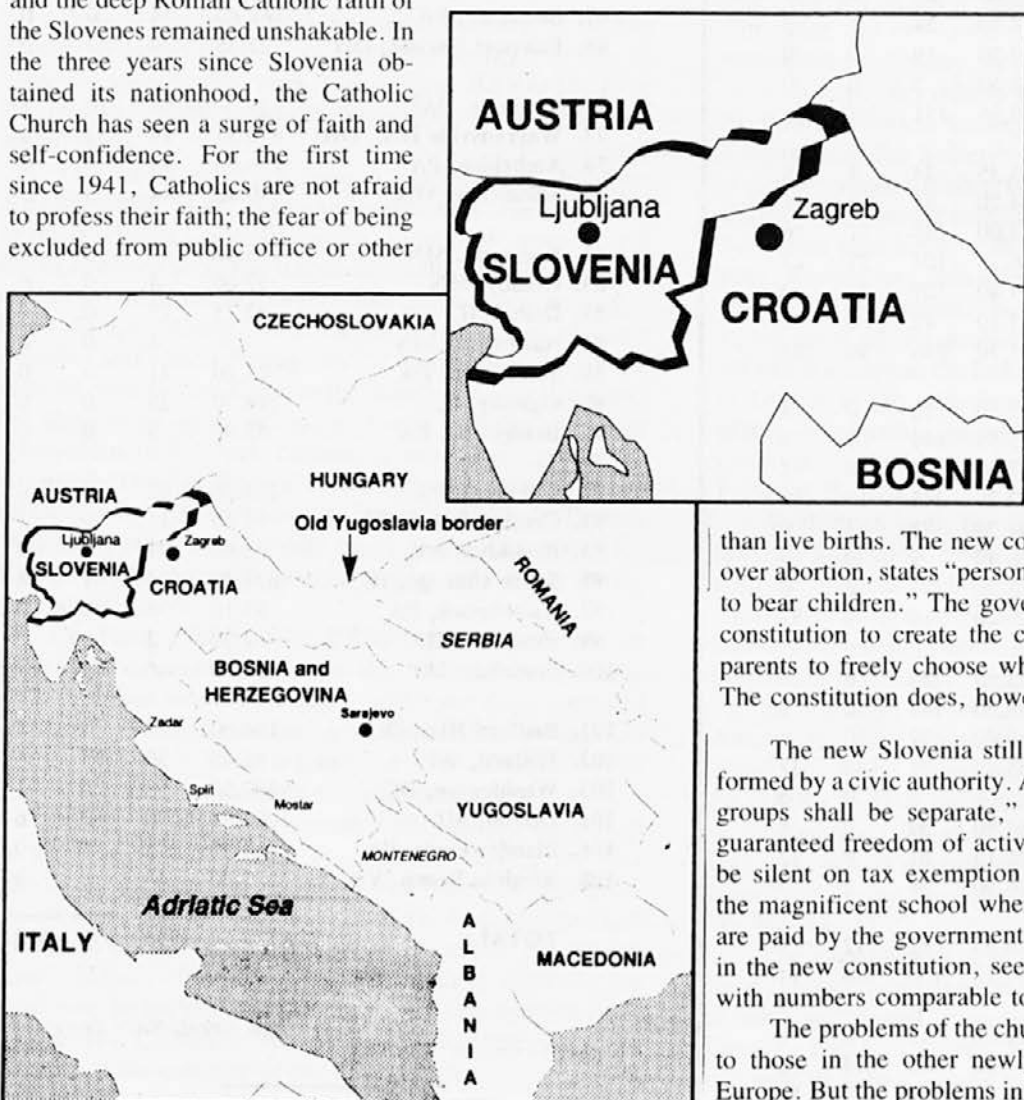 and the deep Roman Catholic faith of
the Slovenes remained unshakable. In
the three years since Slovenia ob-
tained its nationhood, the Catholic
Church has seen a surge of faith and
self-confidence. For the first time
since 1941, Catholics are not afraid
to profess their faith; the fear of being
excluded from public office or other
AUSTRIA
Ljubljana
Zagreb
SLOVENIA
CROATIA
BOSNIA
CZECHOSLOVAKIA
HUNGARY
AUSTRIA
Old Yugoslavia border
Ljubljana
Zagreb
SLOVENIA
CROATIA
ROMANIA
SERBIA
BOSNIA and
HERZEGOVINA
Sarajevo
Zadar
Split
Mostar
YUGOSLAVIA
MONTENEGRO
Adriatic Sea
ITALY
ALBANIA
MACEDONIA
than live births. The new co
over abortion, states “person
to bear children.” The gove
constitution to create the c
parents to freely choose wh
The constitution does, howe
The new Slovenia still
formed by a civic authority. A
groups shall be separate,”
guaranteed freedom of activ
be silent on tax exemption
the magnificent school whe
are paid by the government
in the new constitution, see
with numbers comparable to
The problems of the chu
to those in the other newl
Europe. But the problems in